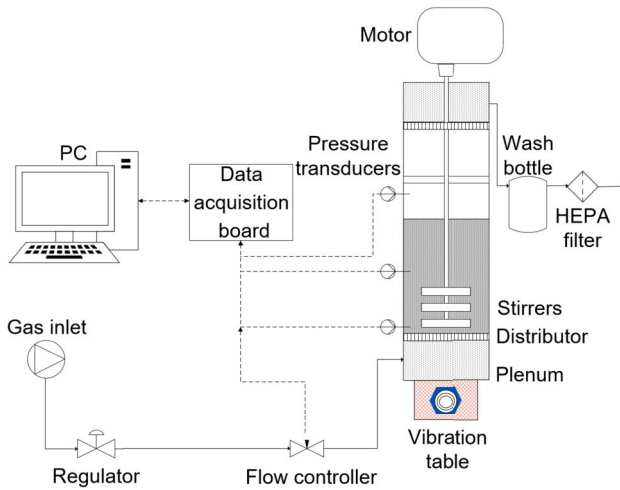 Motor
PC
Pressure
transducers
Wash
bottle
Data
acquisition
board
HEPA
filter
Gas inlet
Stirrers
Distributor
Plenum
Regulator
Flow controller
Vibration
table